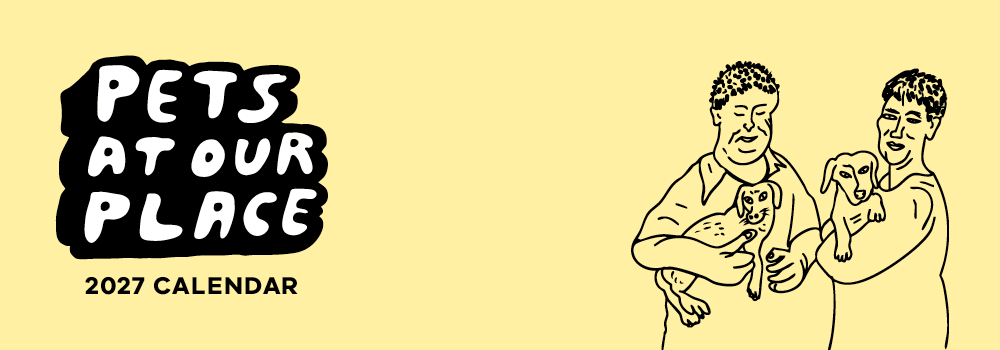 PETS
AT OUR
PLACE
2027 CALENDAR